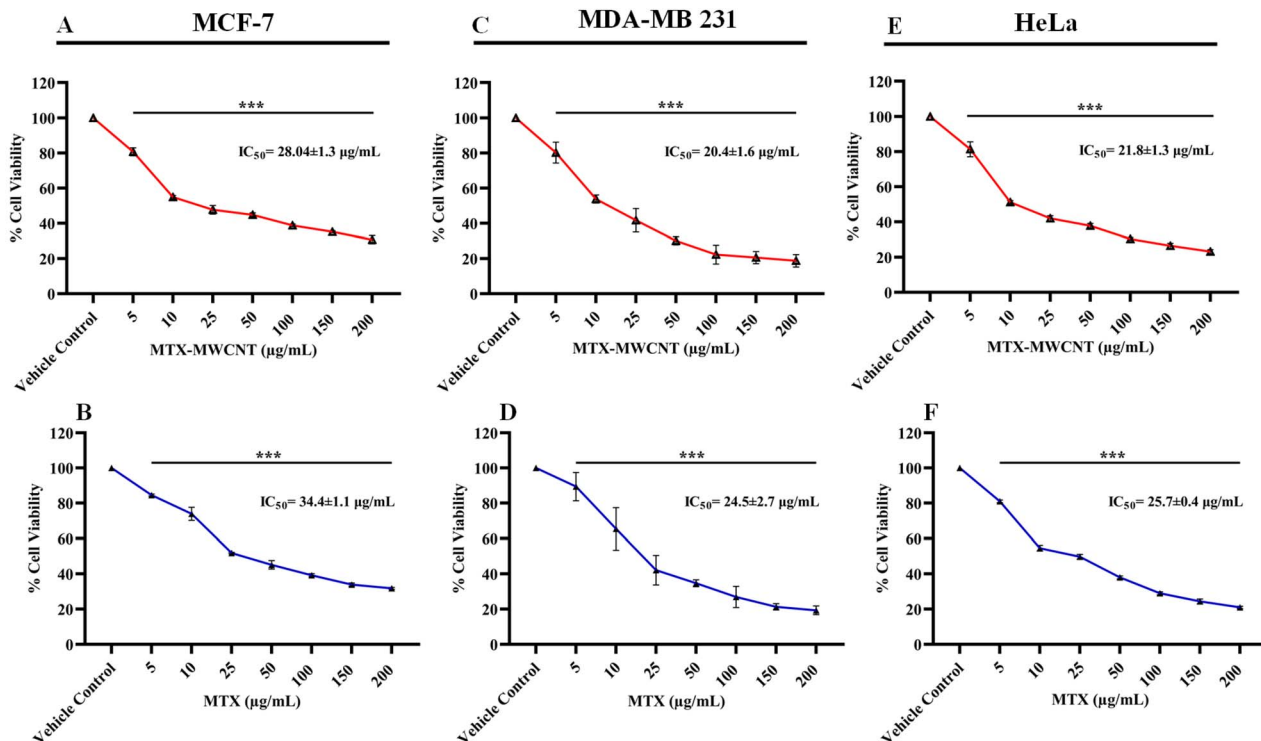 A
MCF-7
120
100
80
60
40
20
0
% Cell Viability
***
IC50= 28.04±1.3 µg/mL
Vehicle Control
5
10
25
50
100
150
200
MTX-MWCNT (µg/mL)
C
MDA-MB 231
120
100
80
60
40
20
0
% Cell Viability
***
IC50= 20.4±1.6 µg/mL
Vehicle Control
5
10
25
50
100
150
200
MTX-MWCNT (µg/mL)
E
HeLa
120
100
80
60
40
20
0
% Cell Viability
***
IC50= 21.8±1.3 µg/mL
Vehicle Control
5
10
25
50
100
150
200
MTX-MWCNT (µg/mL)
B
120
100
80
60
40
20
0
% Cell Viability
***
IC50= 34.4±1.1 µg/mL
Vehicle Control
5
10
25
50
100
150
200
MTX (µg/mL)
D
120
100
80
60
40
20
0
% Cell Viability
***
IC50= 24.5±2.7 µg/mL
Vehicle Control
5
10
25
50
100
150
200
MTX (µg/mL)
F
120
100
80
60
40
20
0
% Cell Viability
***
IC50= 25.7±0.4 µg/mL
Vehicle Control
5
10
25
50
100
150
200
MTX (µg/mL)